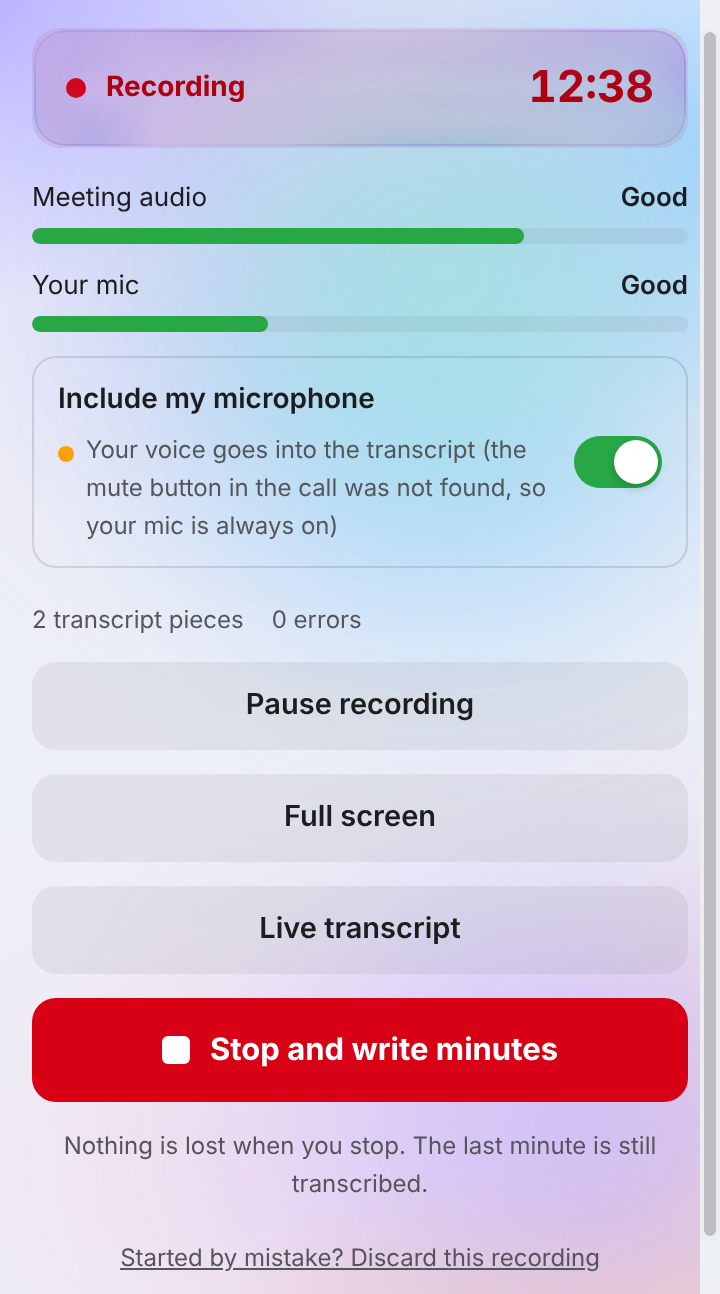 Recording 12:38
Meeting audio Good
Your mic Good
Include my microphone
Your voice goes into the transcript (the
mute button in the call was not found, so
your mic is always on)
2 transcript pieces 0 errors
Pause recording
Full screen
Live transcript
Stop and write minutes
Nothing is lost when you stop. The last minute is still
transcribed.
Started by mistake? Discard this recording